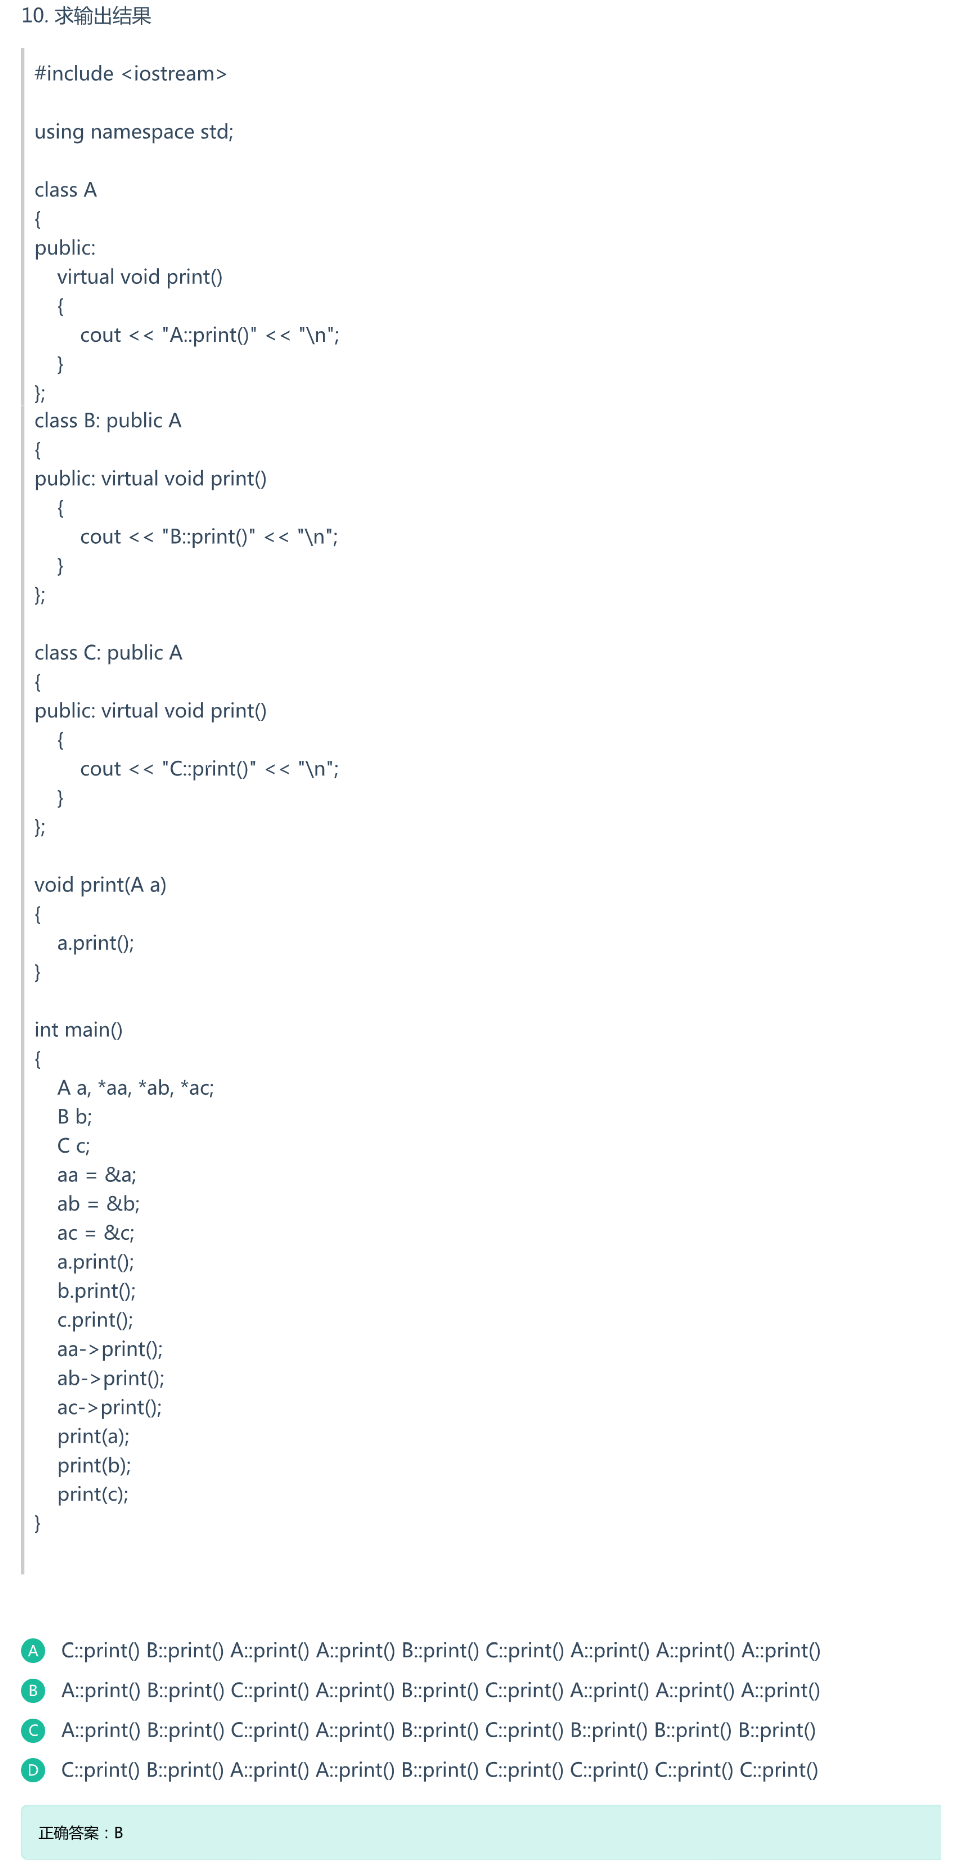 10. 求输出结果
#include <iostream>
using namespace std;
class A
{
public:
virtual void print()
{
cout << "A::print()" << "\n";
}
};
class B: public A
{
public: virtual void print()
{
cout << "B::print()" << "\n";
}
};
class C: public A
{
public: virtual void print()
{
cout << "C::print()" << "\n";
}
};
void print(A a)
{
a.print();
}
int main()
{
A a, *aa, *ab, *ac;
B b;
C c;
aa = &a;
ab = &b;
ac = &c;
a.print();
b.print();
c.print();
aa->print();
ab->print();
ac->print();
print(a);
print(b);
print(c);
}
A C::print() B::print() A::print() A::print() B::print() C::print() A::print() A::print() A::print()
B A::print() B::print() C::print() A::print() B::print() C::print() A::print() A::print() A::print()
C A::print() B::print() C::print() A::print() B::print() C::print() B::print() B::print() B::print()
D C::print() B::print() A::print() A::print() B::print() C::print() C::print() C::print() C::print()
正确答案：B